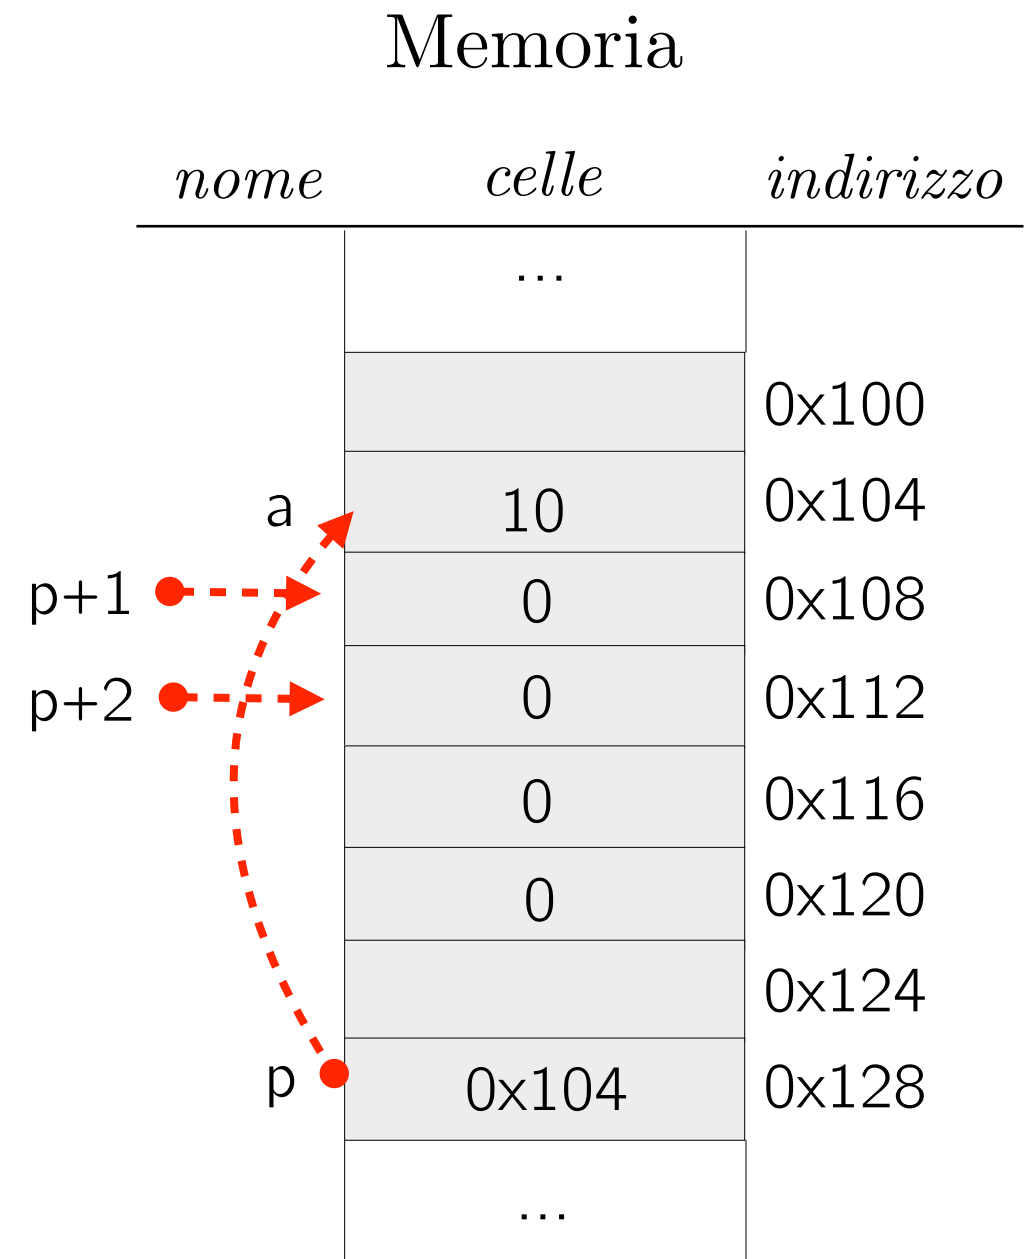 Memoria
nome celle indirizzo
...
0x100
a 10 0x104
p+1 0 0x108
p+2 0 0x112
0 0x116
0 0x120
0x124
p 0x104 0x128
...